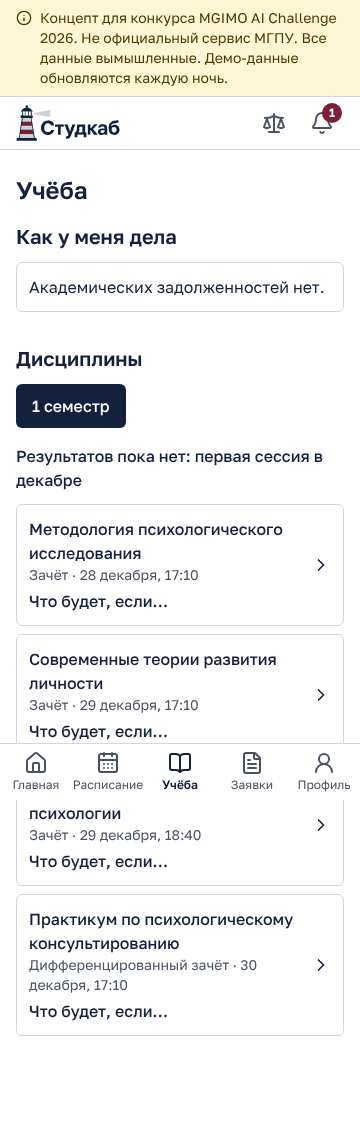 Концепт для конкурса MGIMO AI Challenge
2026. Не официальный сервис МГПУ. Все
данные вымышленные. Демо-данные
обновляются каждую ночь.
Студкаб
1
Учёба
Как у меня дела
Академических задолженностей нет.
Дисциплины
1 семестр
Результатов пока нет: первая сессия в
декабре
Методология психологического
исследования
Зачёт · 28 декабря, 17:10
Что будет, если…
Современные теории развития
личности
Зачёт · 29 декабря, 17:10
Что будет, если…
Главная
Расписание
Учёба
Заявки
Профиль
психологии
Зачёт · 29 декабря, 18:40
Что будет, если…
Практикум по психологическому
консультированию
Дифференцированный зачёт · 30
декабря, 17:10
Что будет, если…